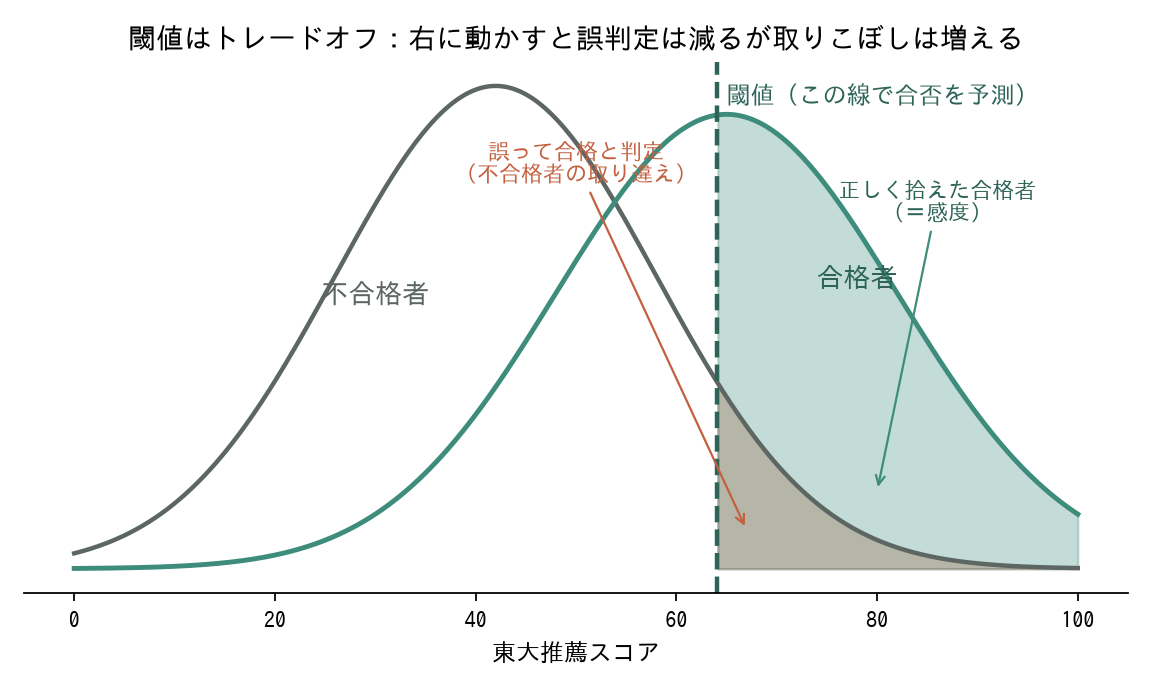 閾値はトレードオフ：右に動かすと誤判定は減るが取りこぼしは増える
閾値（この線で合否を予測）
誤って合格と判定
（不合格者の取り違え）
正しく拾えた合格者
（＝感度）
合格者
不合格者
0 20 40 60 80 100
東大推薦スコア